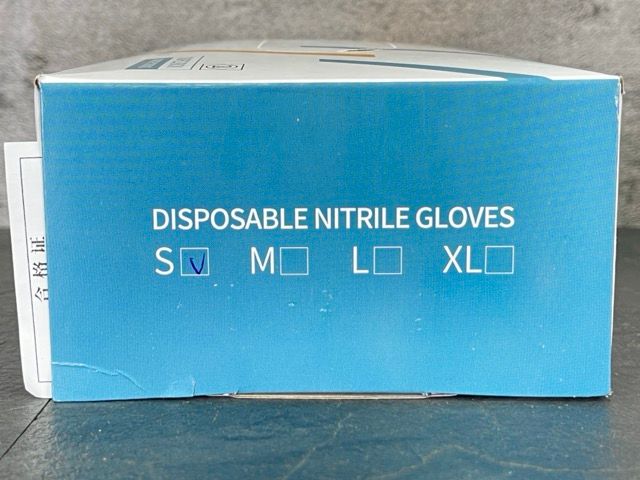 DISPOSABLE NITRILE GLOVES
S☑ M☐ L☐ XL☐
合格证